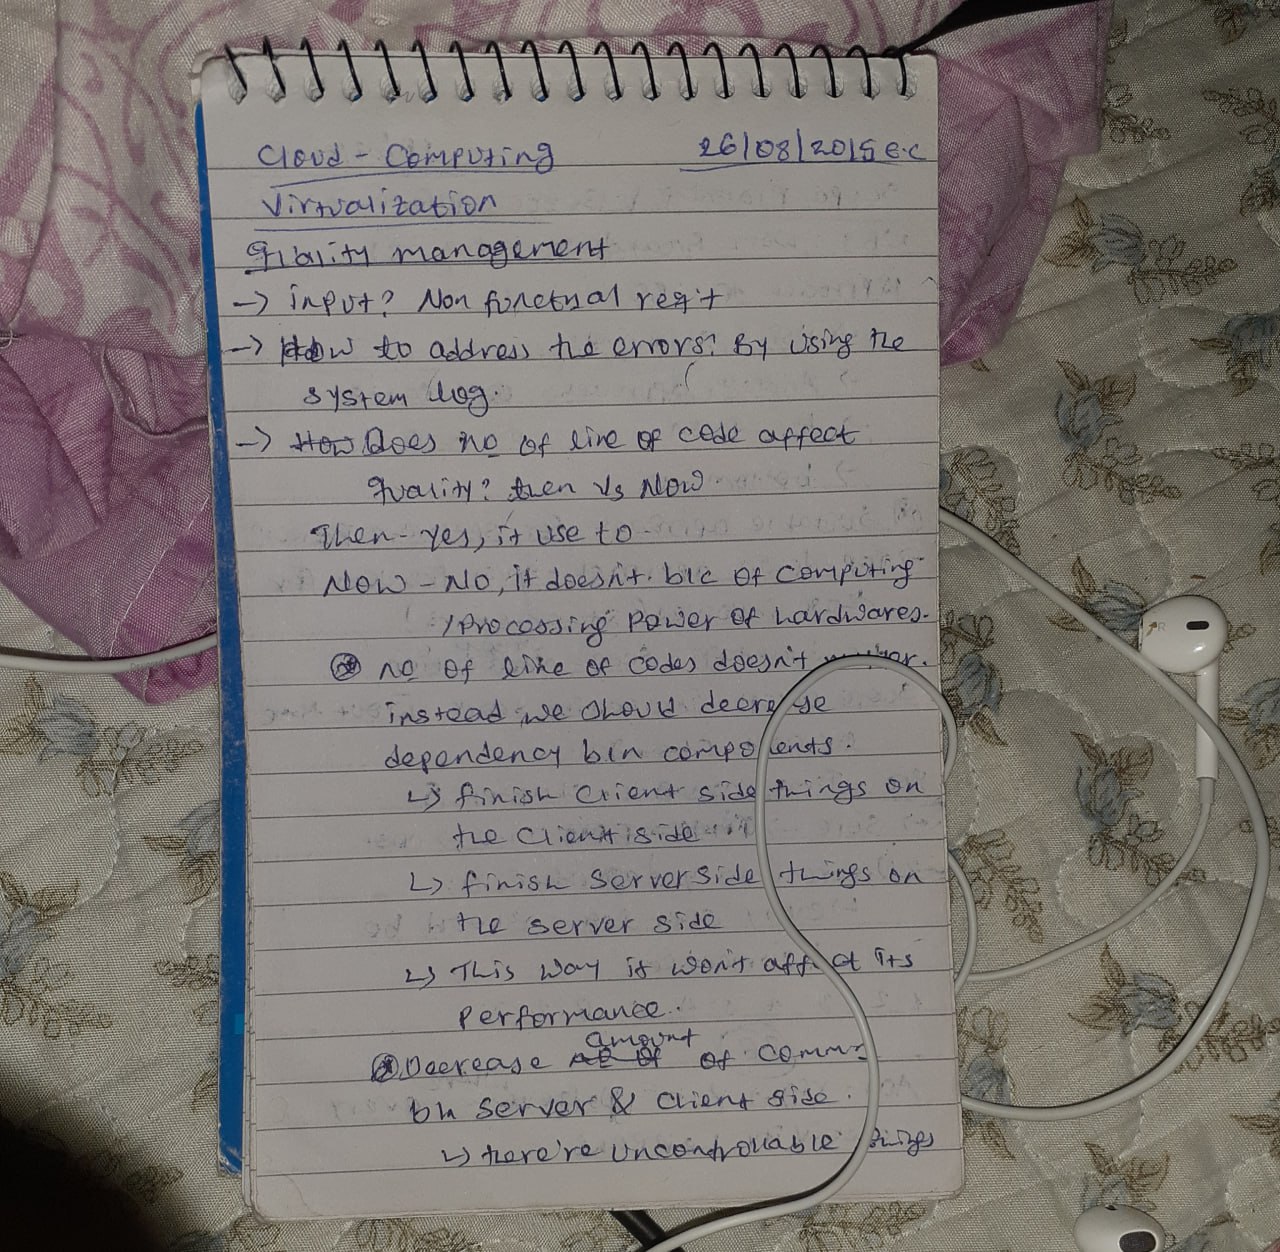 Cloud - Computing 26/08/2015 E.C
Virtualization
Quality management
-> input? Non functual reqt
-> How to address the errors? By using the
system log.
-> How Does no of line of code affect
quality? then Vs Now
Then - Yes, it use to
Now - No, it doesn't. b/c of computing
/Processing power of hardwares.
no of line of codes doesn't
instead we should decrease
dependency b/n components.
↳ finish client side things on
the client side
↳ finish server side things on
the server side
↳ This way it won't affect its
performance.
amount
Decrease of comm
b/n server & client side.
↳ there're uncontrollable things